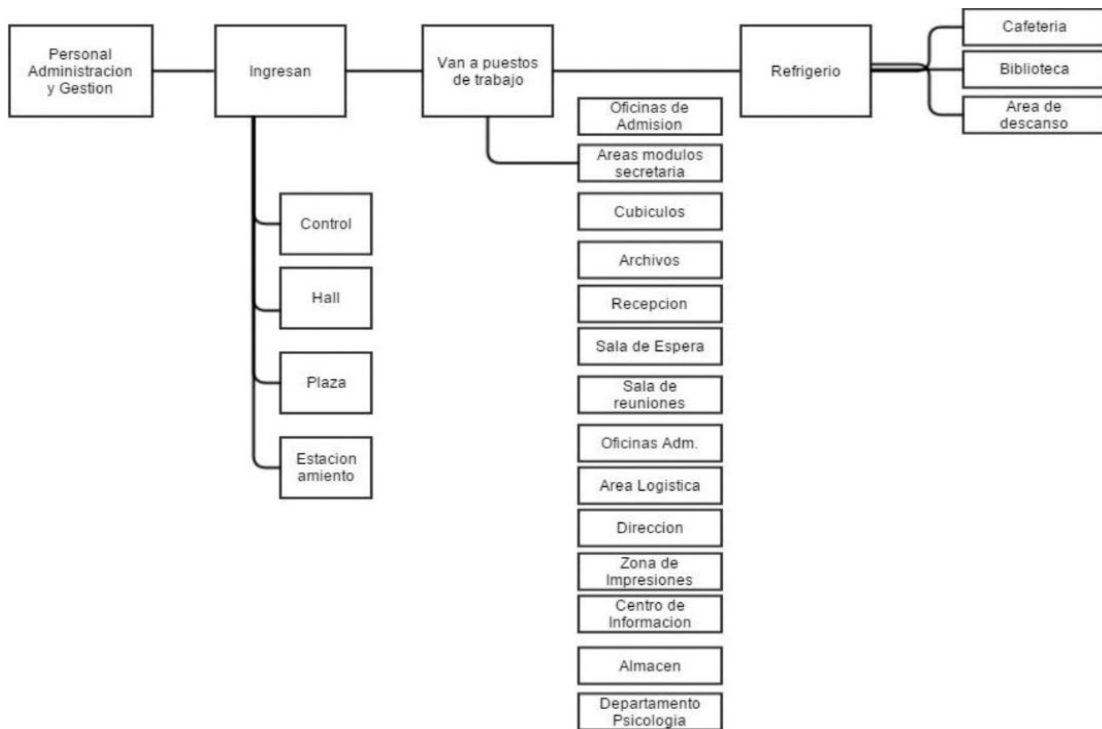 Personal
Administracion
y Gestion
Ingresan
Van a puestos
de trabajo
Refrigerio
Cafeteria
Biblioteca
Area de
descanso
Control
Hall
Plaza
Estacion
amiento
Oficinas de
Admision
Areas modulos
secretaria
Cubiculos
Archivos
Recepcion
Sala de Espera
Sala de
reuniones
Oficinas Adm.
Area Logistica
Direccion
Zona de
Impresiones
Centro de
Informacion
Almacen
Departamento
Psicologia